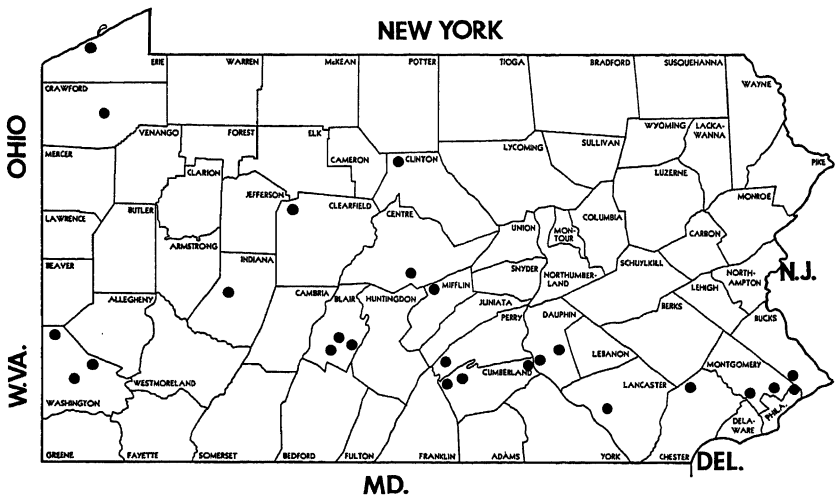 NEW YORK
ERIE
WARREN
McKEAN
POTTER
TIOGA
BRADFORD
SUSQUEHANNA
WAYNE
CRAWFORD
OHIO
VENANGO
FOREST
ELK
CAMERON
CLINTON
LYCOMING
SULLIVAN
WYOMING
LACKA-
WANNA
PIKE
MERCER
CLARION
JEFFERSON
CLEARFIELD
CENTRE
LUZERNE
MONROE
LAWRENCE
BUTLER
ARMSTRONG
UNION
MON-
TOUR
COLUMBIA
CARBON
BEAVER
INDIANA
SNYDER
NORTHUMBER-
LAND
SCHUYLKILL
N.J.
NORTH-
AMPTON
LEHIGH
ALLEGHENY
CAMBRIA
BLAIR
HUNTINGDON
MIFFLIN
JUNIATA
PERRY
DAUPHIN
BERKS
BUCKS
W.VA.
WESTMORELAND
CUMBERLAND
LEBANON
MONTGOMERY
LANCASTER
WASHINGTON
PHILA.
DELA-
WARE
GREENE
FAYETTE
SOMERSET
BEDFORD
FULTON
FRANKLIN
ADAMS
YORK
CHESTER
DEL.
MD.